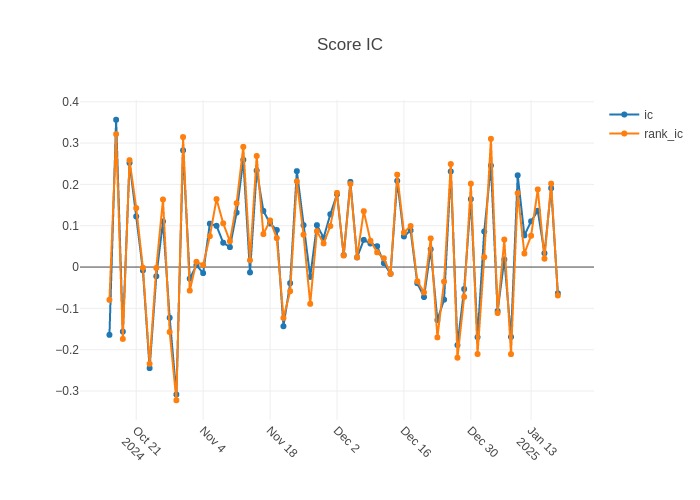 Score IC
ic
rank_ic
0.4
0.3
0.2
0.1
0
−0.1
−0.2
−0.3
Oct 21
2024
Nov 4
Nov 18
Dec 2
Dec 16
Dec 30
Jan 13
2025